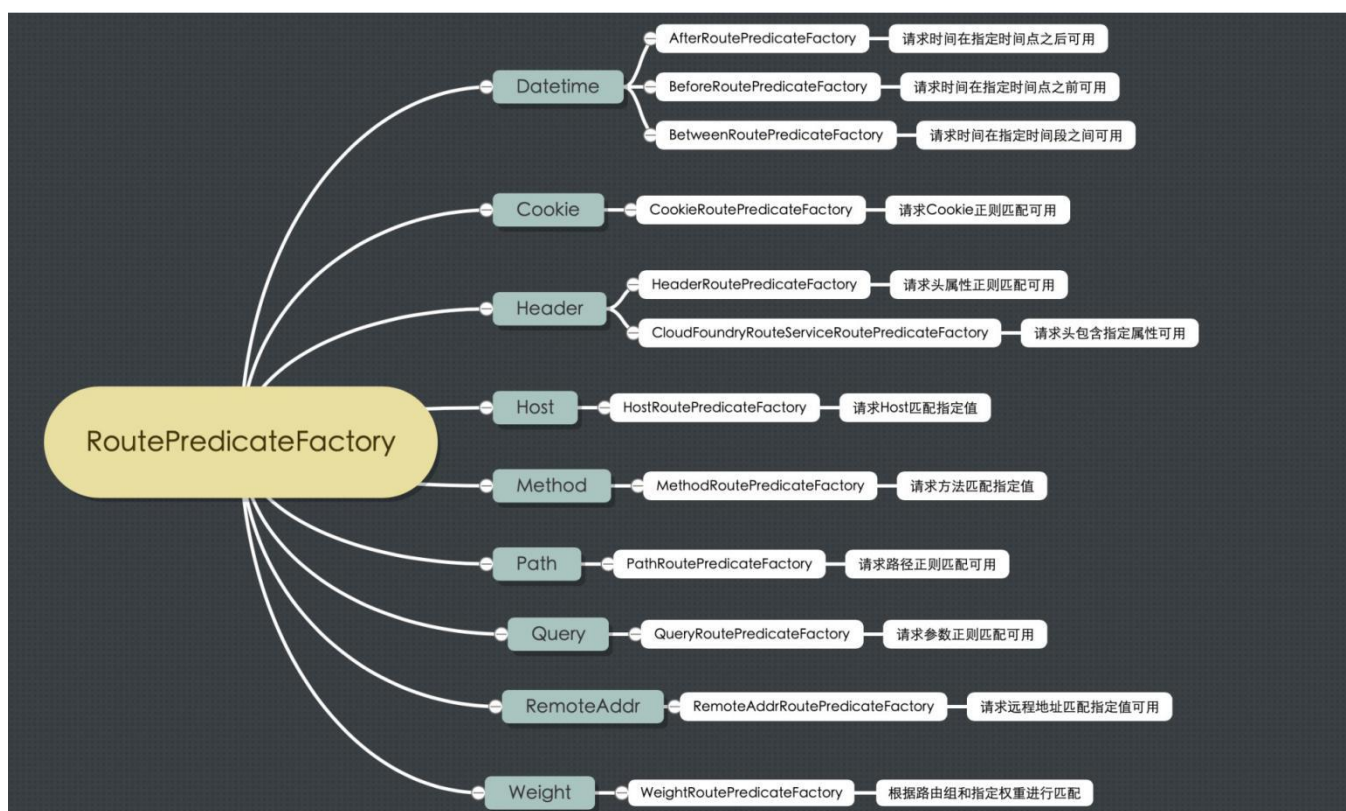 AfterRoutePredicateFactory 请求时间在指定时间点之后可用
Datetime
BeforeRoutePredicateFactory 请求时间在指定时间点之前可用
BetweenRoutePredicateFactory 请求时间在指定时间段之间可用
Cookie CookieRoutePredicateFactory 请求Cookie正则匹配可用
HeaderRoutePredicateFactory 请求头属性正则匹配可用
Header
CloudFoundryRouteServiceRoutePredicateFactory 请求头包含指定属性可用
Host HostRoutePredicateFactory 请求Host匹配指定值
RoutePredicateFactory
Method MethodRoutePredicateFactory 请求方法匹配指定值
Path PathRoutePredicateFactory 请求路径正则匹配可用
Query QueryRoutePredicateFactory 请求参数正则匹配可用
RemoteAddr RemoteAddrRoutePredicateFactory 请求远程地址匹配指定值可用
Weight WeightRoutePredicateFactory 根据路由组和指定权重进行匹配